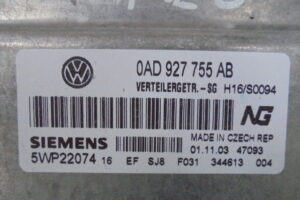 0AD 927 755 AB
VERTEILERGETR.-SG H16/S0094
NG
MADE IN CZECH REP
SIEMENS 01.11.03 47093
5WP22074 16 EF SJ8 F031 344613 004